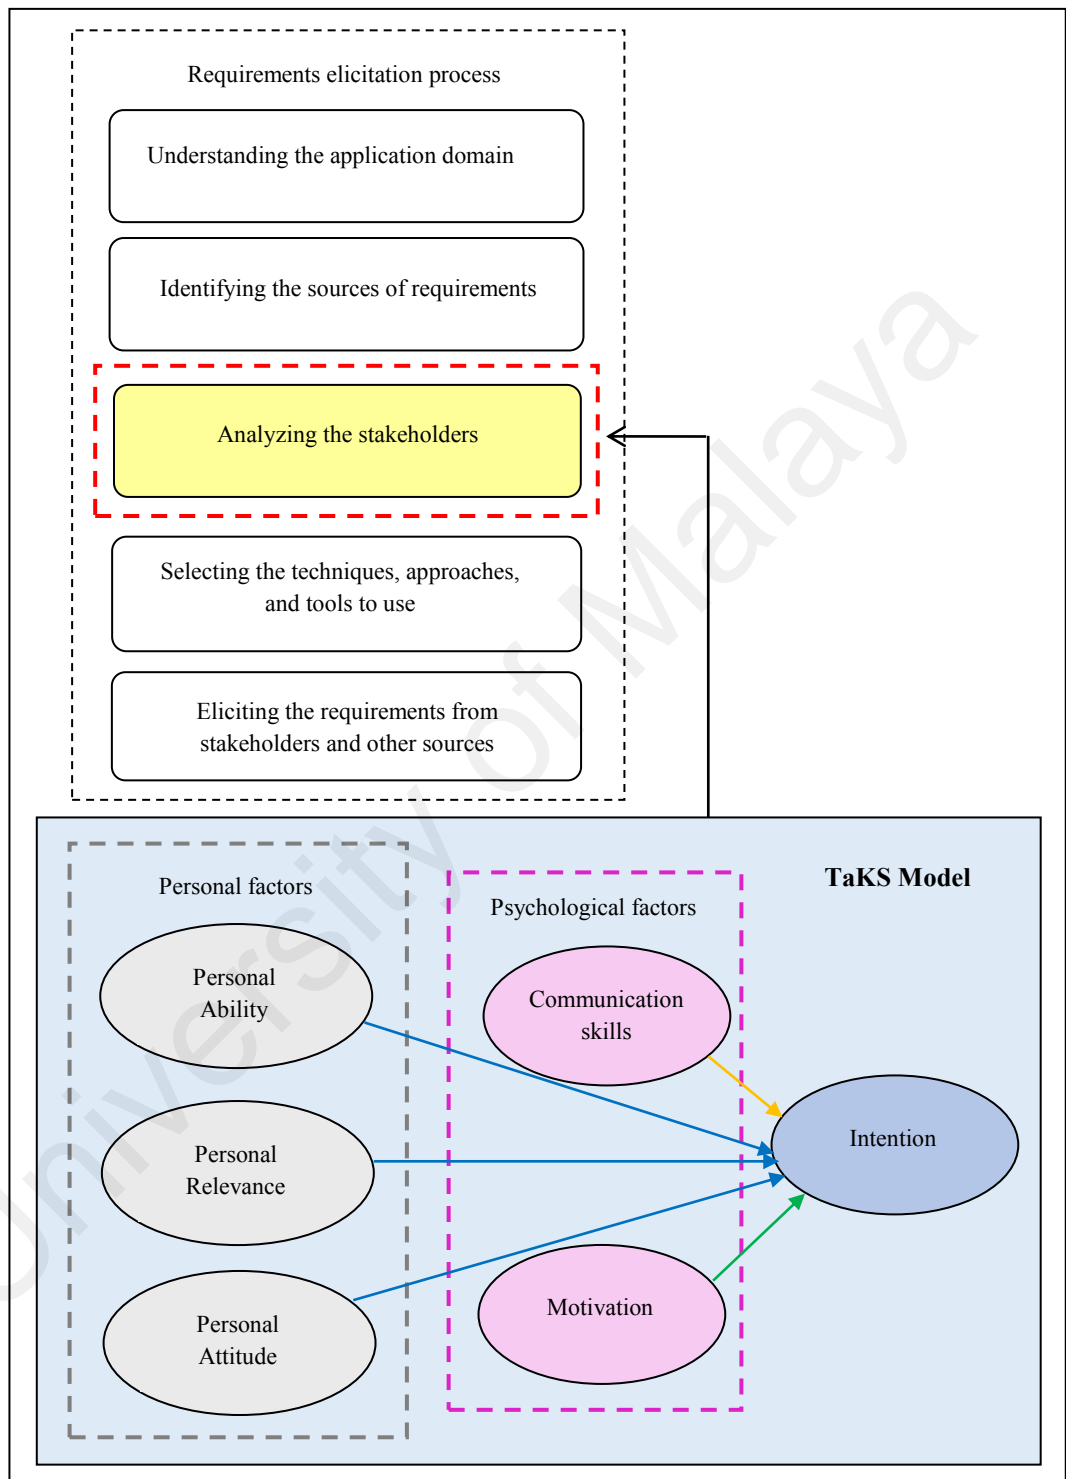 Requirements elicitation process
Understanding the application domain
Identifying the sources of requirements
Analyzing the stakeholders
Selecting the techniques, approaches,
and tools to use
Eliciting the requirements from
stakeholders and other sources
TaKS Model
Personal factors
Psychological factors
Personal
Ability
Communication
skills
Personal
Relevance
Intention
Motivation
Personal
Attitude
University of Malaya